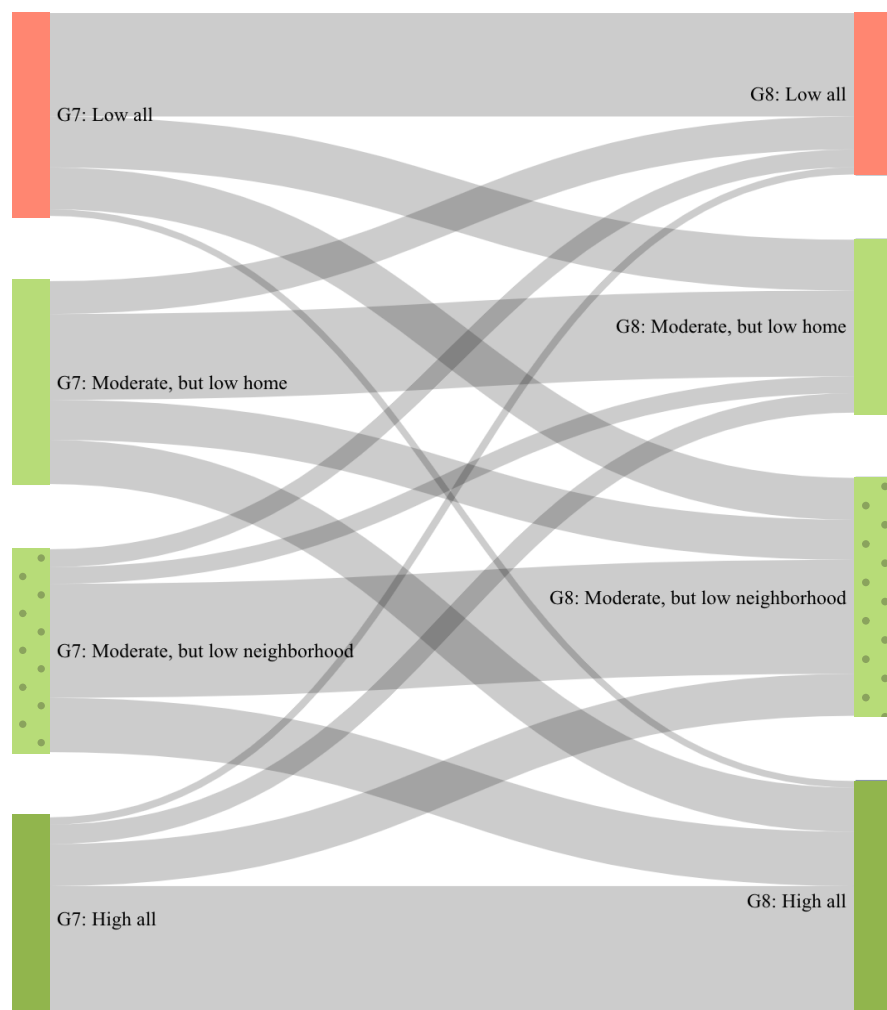 G7: Low all
G8: Low all
G8: Moderate, but low home
G7: Moderate, but low home
G8: Moderate, but low neighborhood
G7: Moderate, but low neighborhood
G8: High all
G7: High all